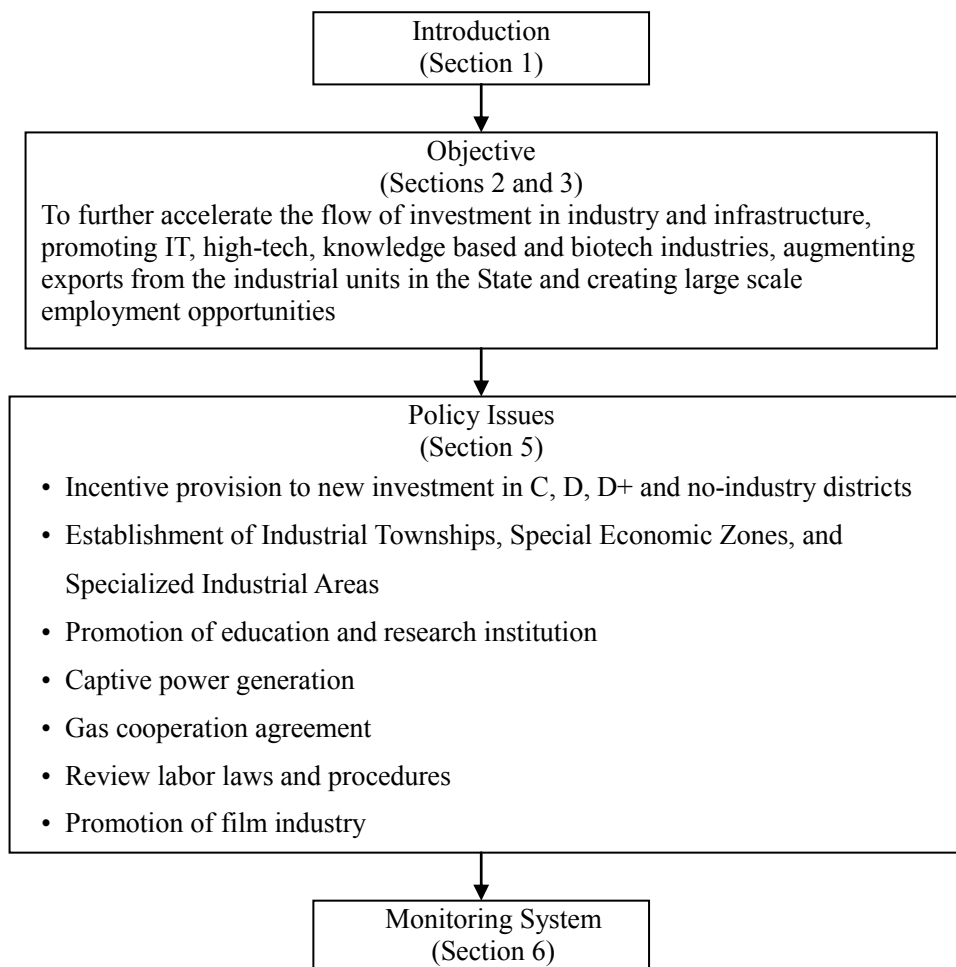 Introduction
(Section 1)
Objective
(Sections 2 and 3)
To further accelerate the flow of investment in industry and infrastructure,
promoting IT, high-tech, knowledge based and biotech industries, augmenting
exports from the industrial units in the State and creating large scale
employment opportunities
Policy Issues
(Section 5)
• Incentive provision to new investment in C, D, D+ and no-industry districts
• Establishment of Industrial Townships, Special Economic Zones, and
Specialized Industrial Areas
• Promotion of education and research institution
• Captive power generation
• Gas cooperation agreement
• Review labor laws and procedures
• Promotion of film industry
Monitoring System
(Section 6)